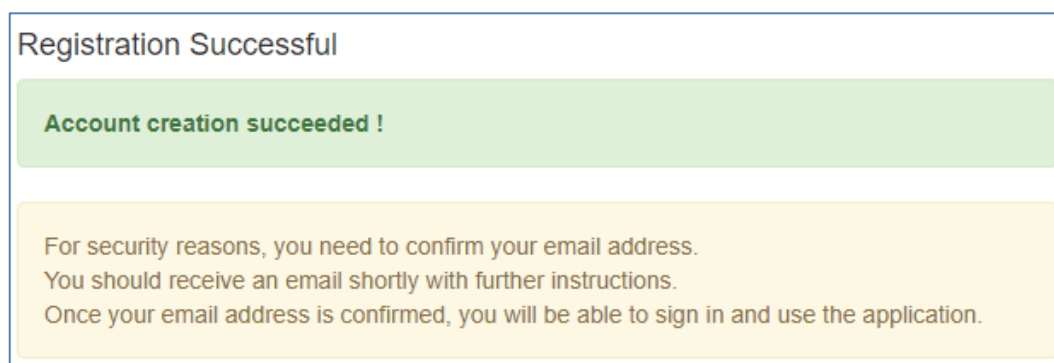 Registration Successful
Account creation succeeded !
For security reasons, you need to confirm your email address.
You should receive an email shortly with further instructions.
Once your email address is confirmed, you will be able to sign in and use the application.